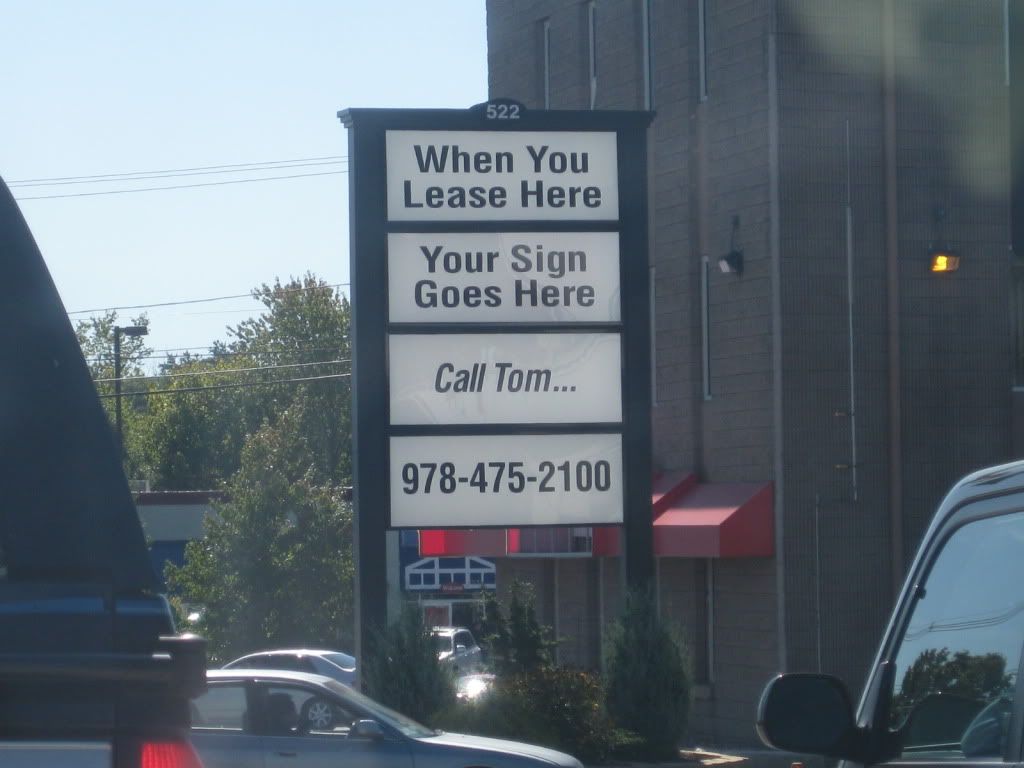 522
When You
Lease Here
Your Sign
Goes Here
Call Tom...
978-475-2100